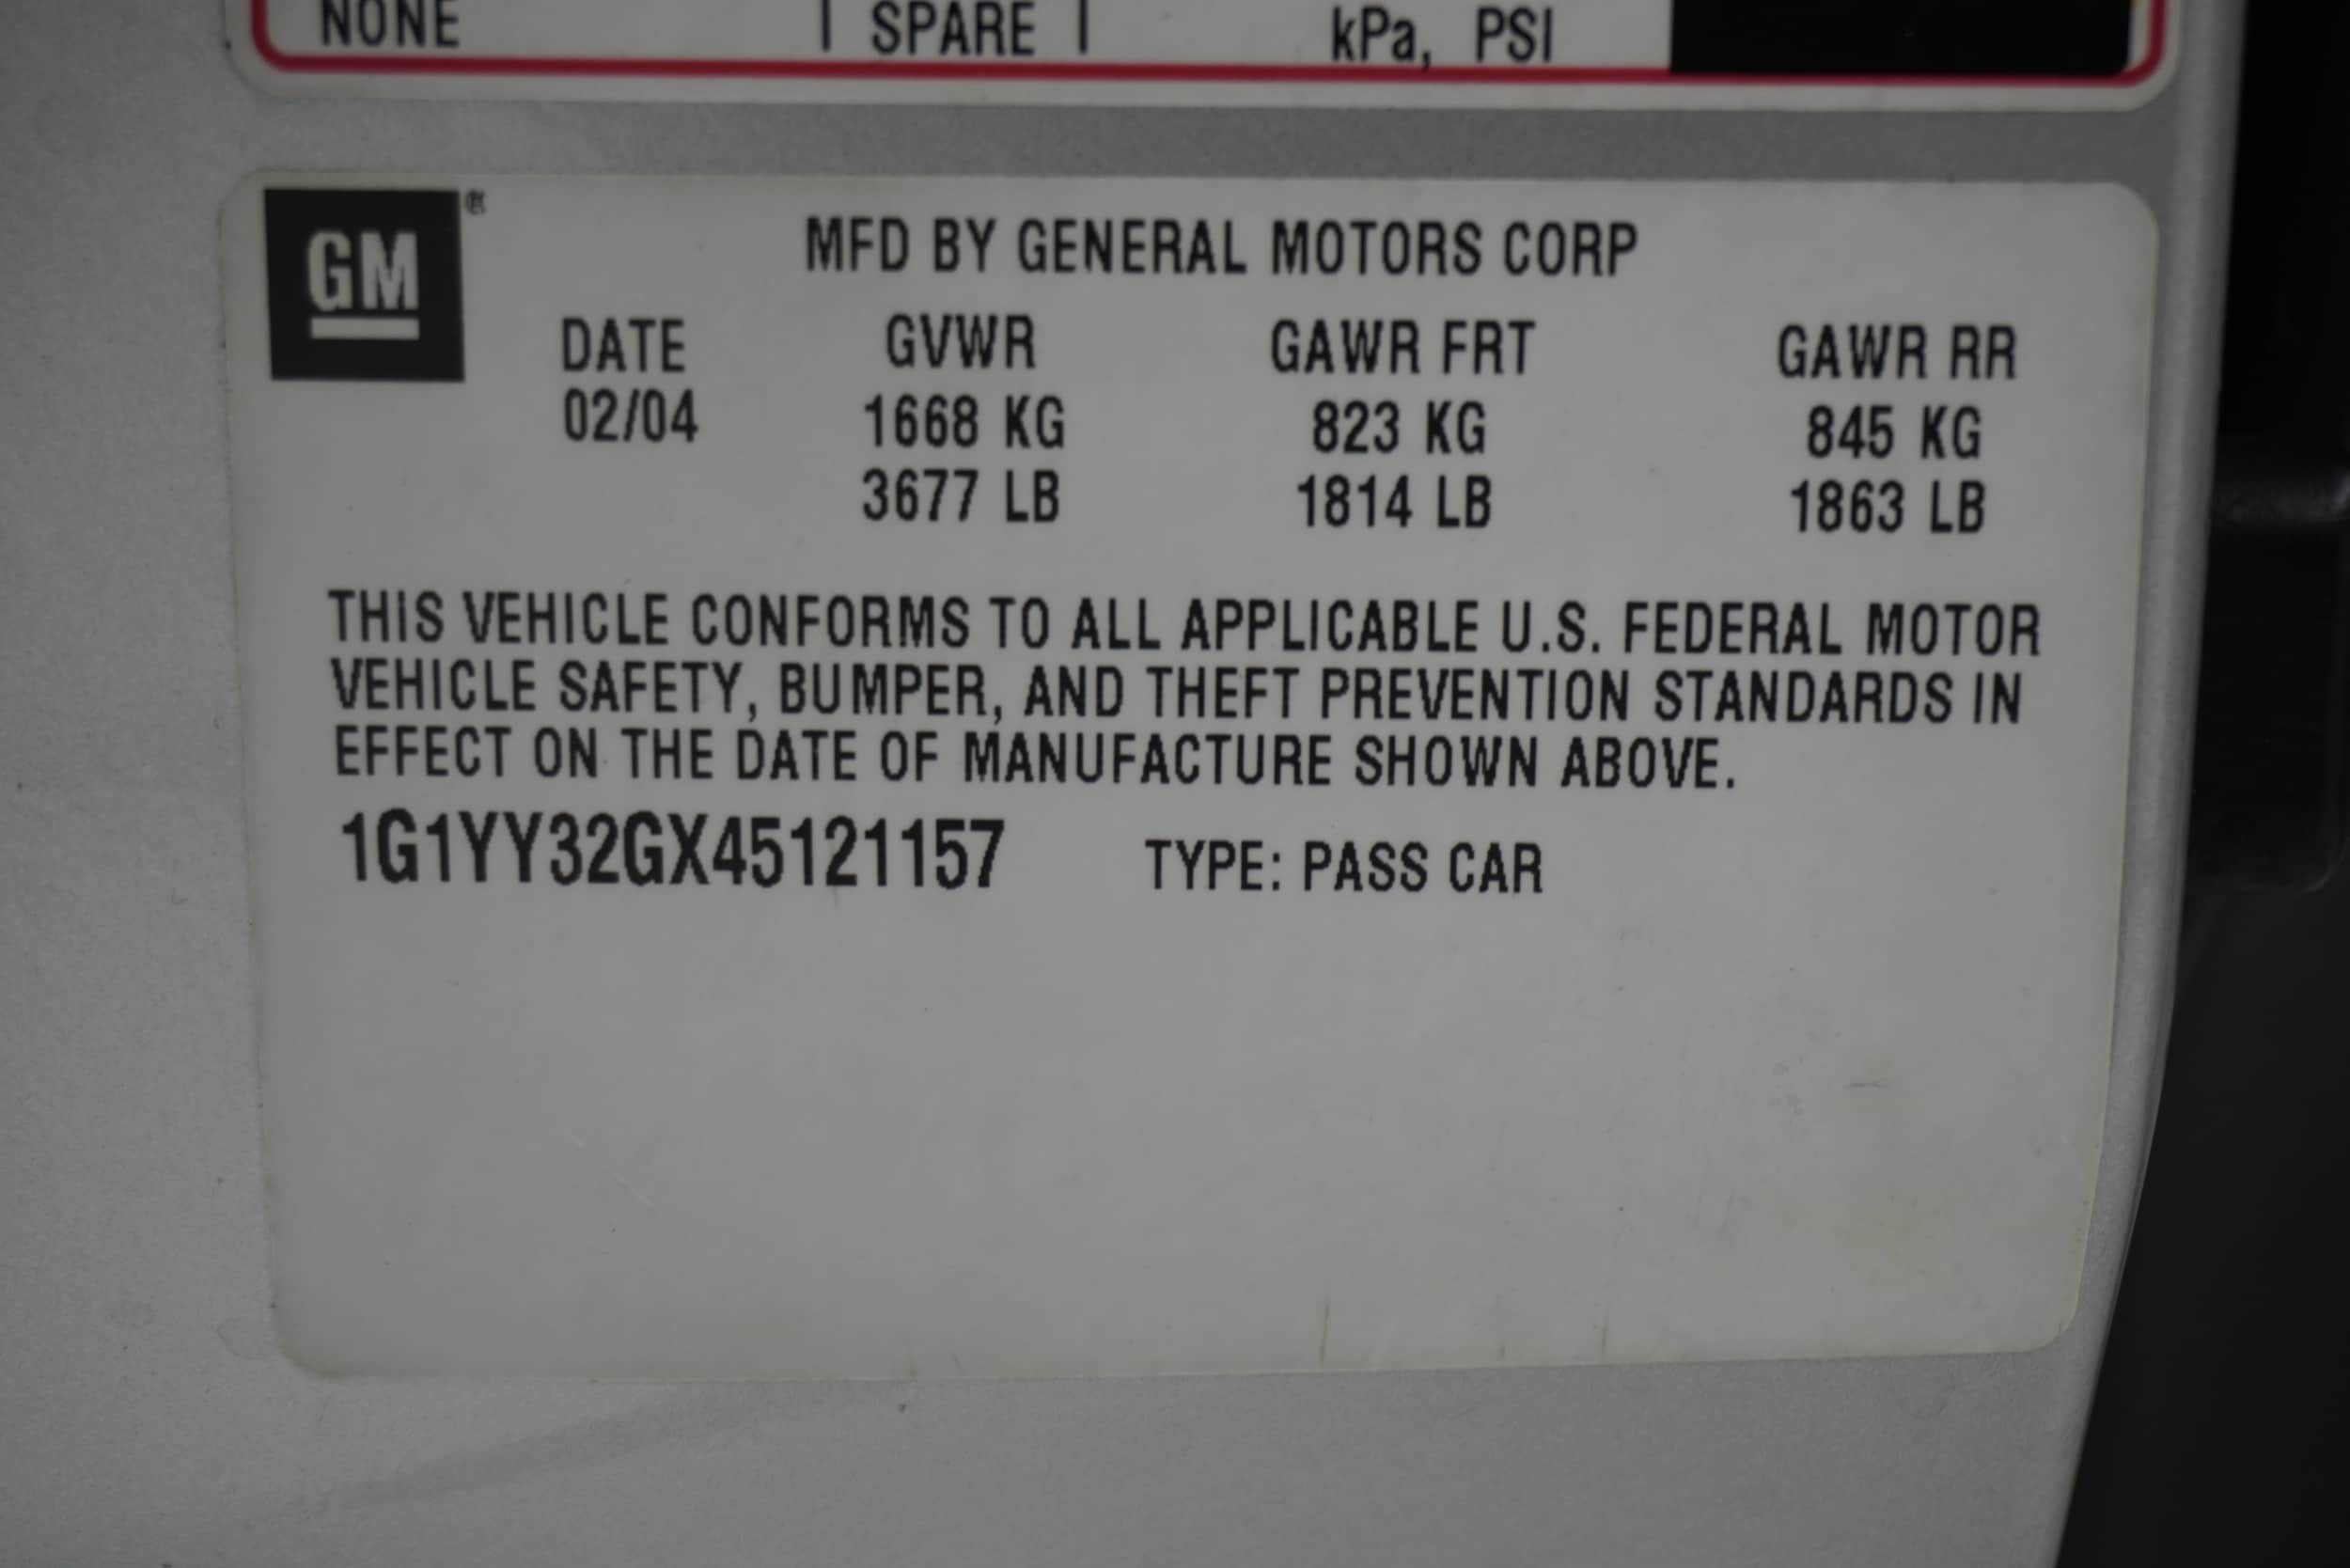 NONE | SPARE | kPa, PSI
GM®
MFD BY GENERAL MOTORS CORP
DATE GVWR GAWR FRT GAWR RR
02/04 1668 KG 823 KG 845 KG
3677 LB 1814 LB 1863 LB
THIS VEHICLE CONFORMS TO ALL APPLICABLE U.S. FEDERAL MOTOR
VEHICLE SAFETY, BUMPER, AND THEFT PREVENTION STANDARDS IN
EFFECT ON THE DATE OF MANUFACTURE SHOWN ABOVE.
1G1YY32GX45121157 TYPE: PASS CAR